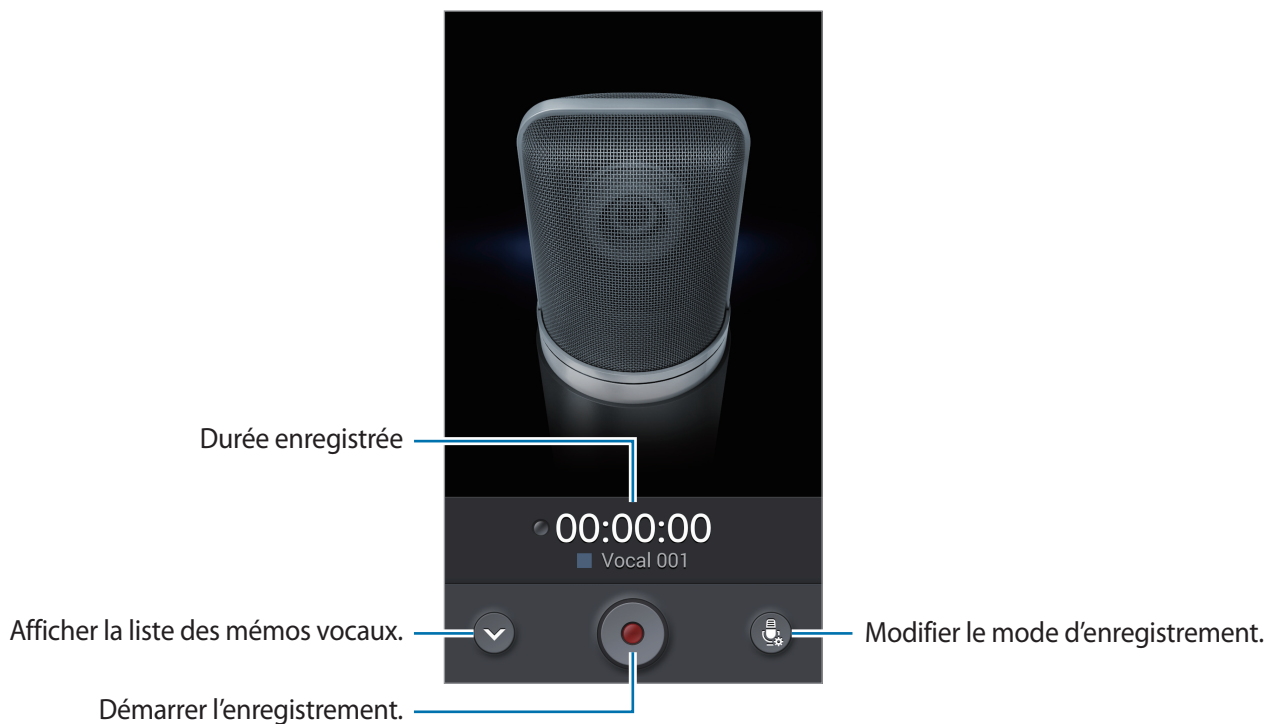 Durée enregistrée
00:00:00
Vocal 001
Afficher la liste des mémos vocaux.
Modifier le mode d'enregistrement.
Démarrer l'enregistrement.